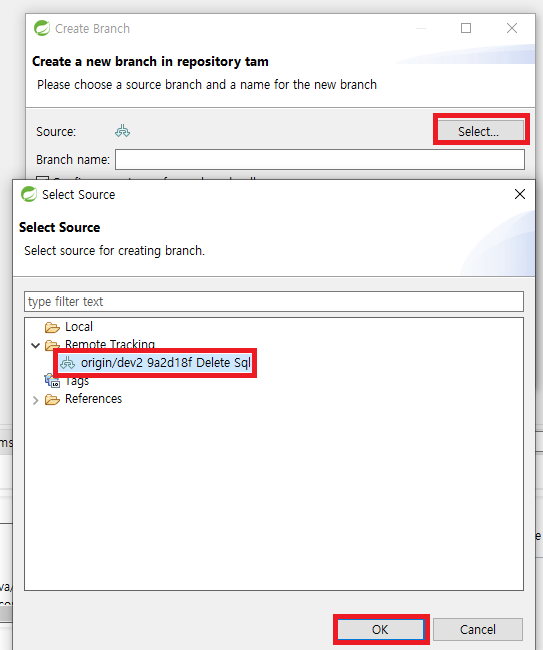 Create Branch
Create a new branch in repository tam
Please choose a source branch and a name for the new branch
Source:
Select...
Branch name:
Select Source
Select Source
Select source for creating branch.
type filter text
Local
Remote Tracking
origin/dev2 9a2d18f Delete Sql
Tags
References
ms
va/
e
OK
Cancel